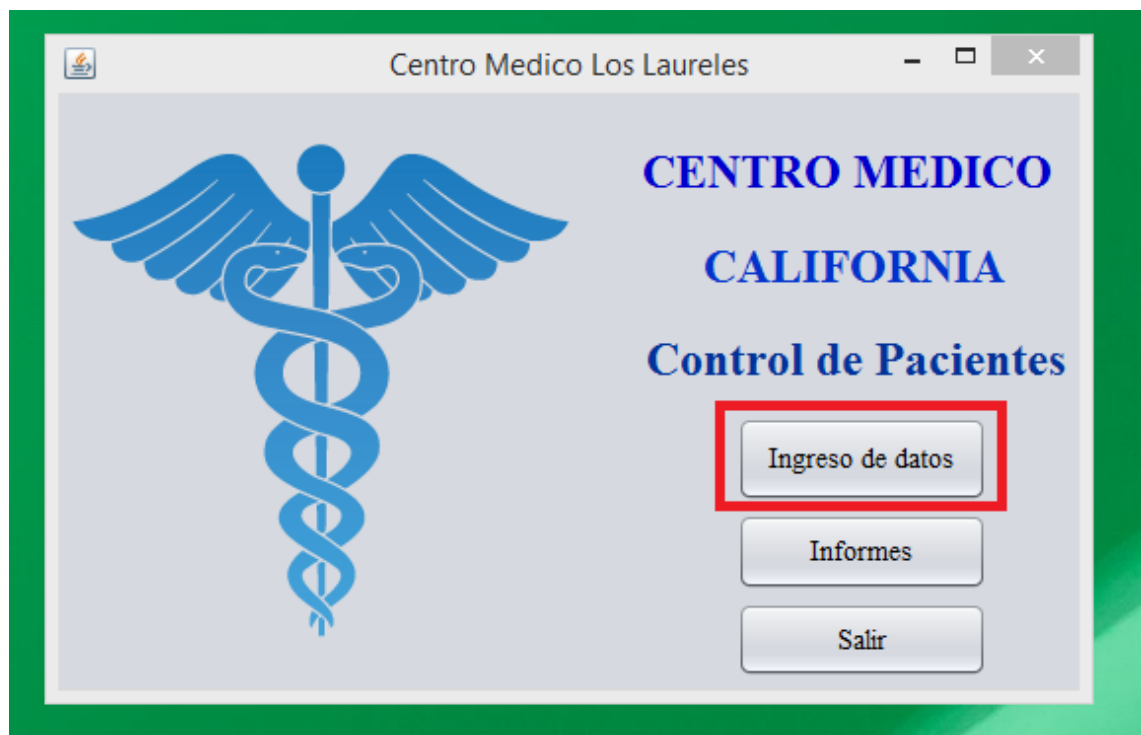 Centro Medico Los Laureles
CENTRO MEDICO
CALIFORNIA
Control de Pacientes
Ingreso de datos
Informes
Salir